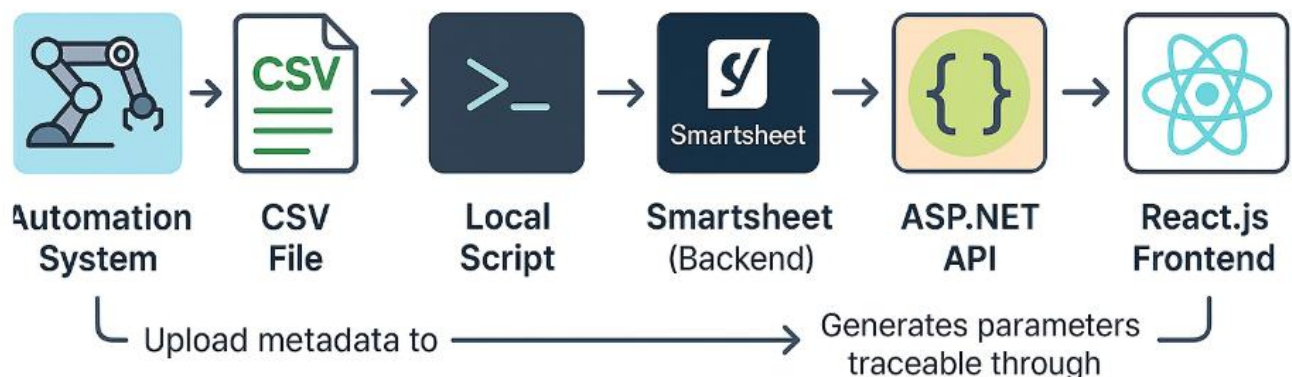 CSV
Smartsheet
Automation
System
CSV
File
Local
Script
Smartsheet
(Backend)
ASP.NET
API
React.js
Frontend
Upload metadata to
Generates parameters
traceable through